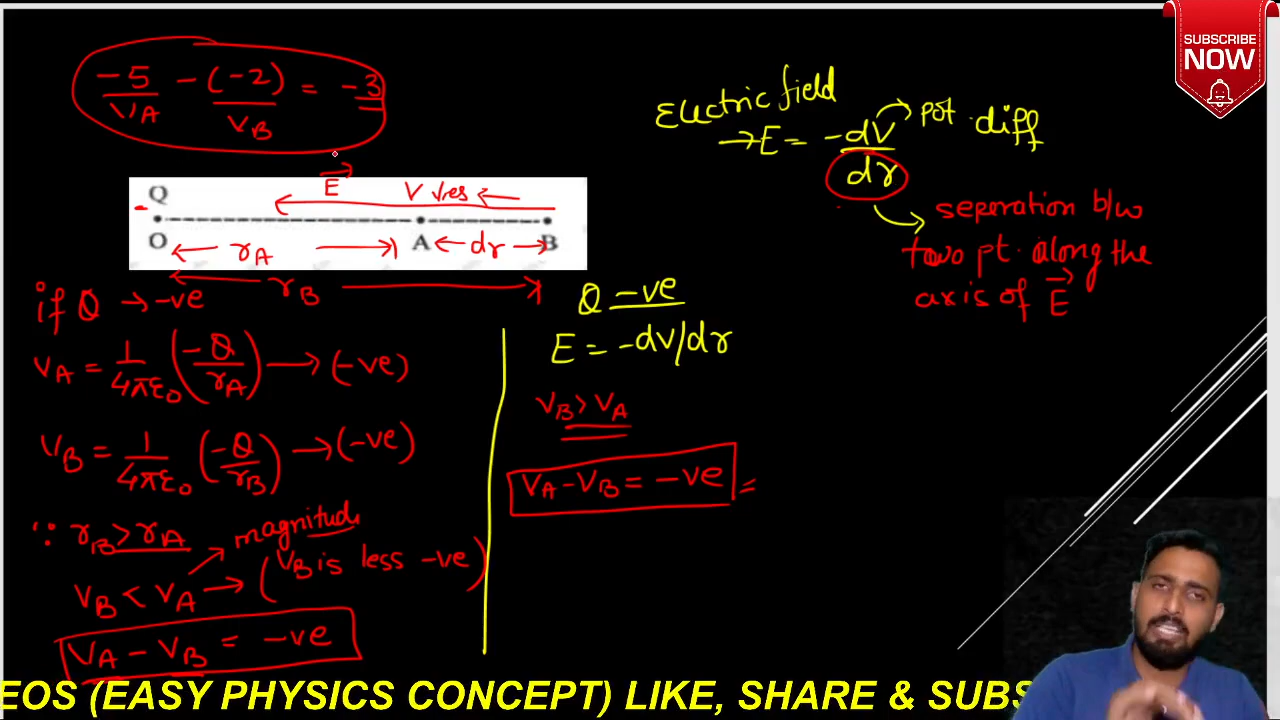 SUBSCRIBE
NOW
-5/VA - (-2)/VB = -3
Electric field
→ E = -dV/dr → pot. diff
seperation b/w
two pt. along the
axis of E⃗
E⃗ V ↓es ←
Q
O ← rA → A ← dr → B
← rB →
if Q → -ve
VA = 1/4πε0 (-Q/rA) → (-ve)
VB = 1/4πε0 (-Q/rB) → (-ve)
∵ rB > rA
magnitude
VB < VA → (VB is less -ve)
VA - VB = -ve
Q -ve
E = -dV/dr
VB > VA
VA - VB = -ve =
EOS (EASY PHYSICS CONCEPT) LIKE, SHARE & SUBS